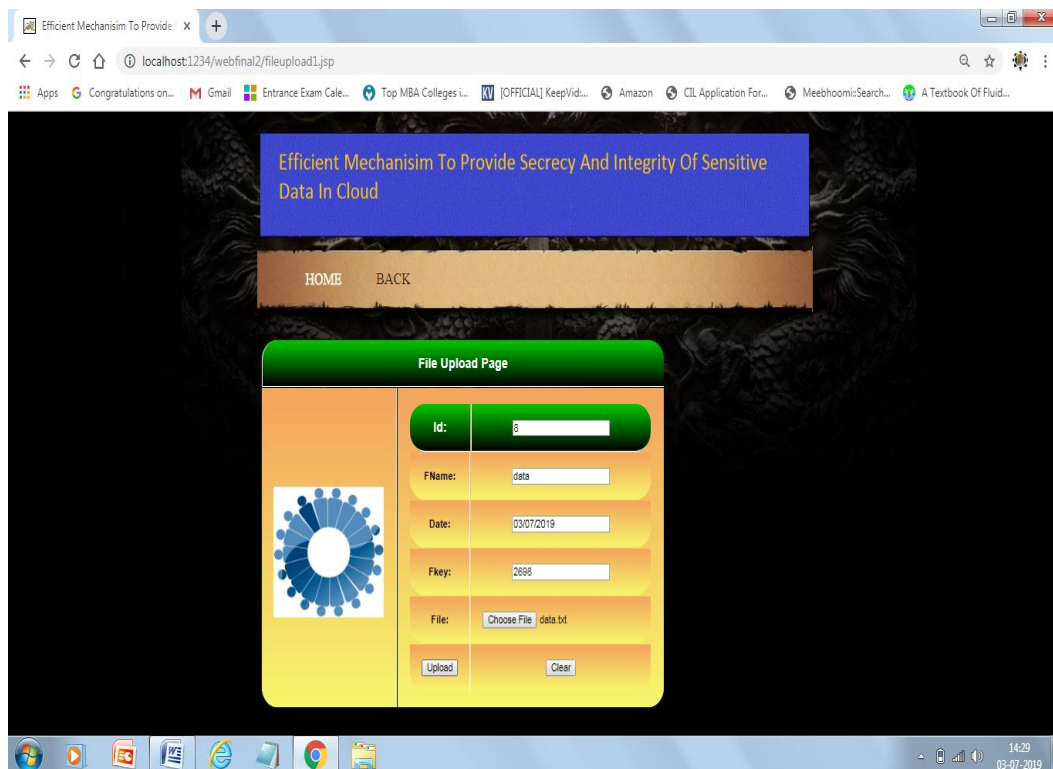 Efficient Mechanisim To Provide
localhost:1234/webfinal2/fileupload1.jsp
Apps Congratulations on... Gmail Entrance Exam Cale... Top MBA Colleges i... [OFFICIAL] KeepVid:... Amazon CIL Application For... Meebhoomi::Search... A Textbook Of Fluid...
Efficient Mechanisim To Provide Secrecy And Integrity Of Sensitive
Data In Cloud
HOME BACK
File Upload Page
Id: 8
FName: data
Date: 03/07/2019
Fkey: 2698
File: Choose File data.txt
Upload Clear
14:29
03-07-2019